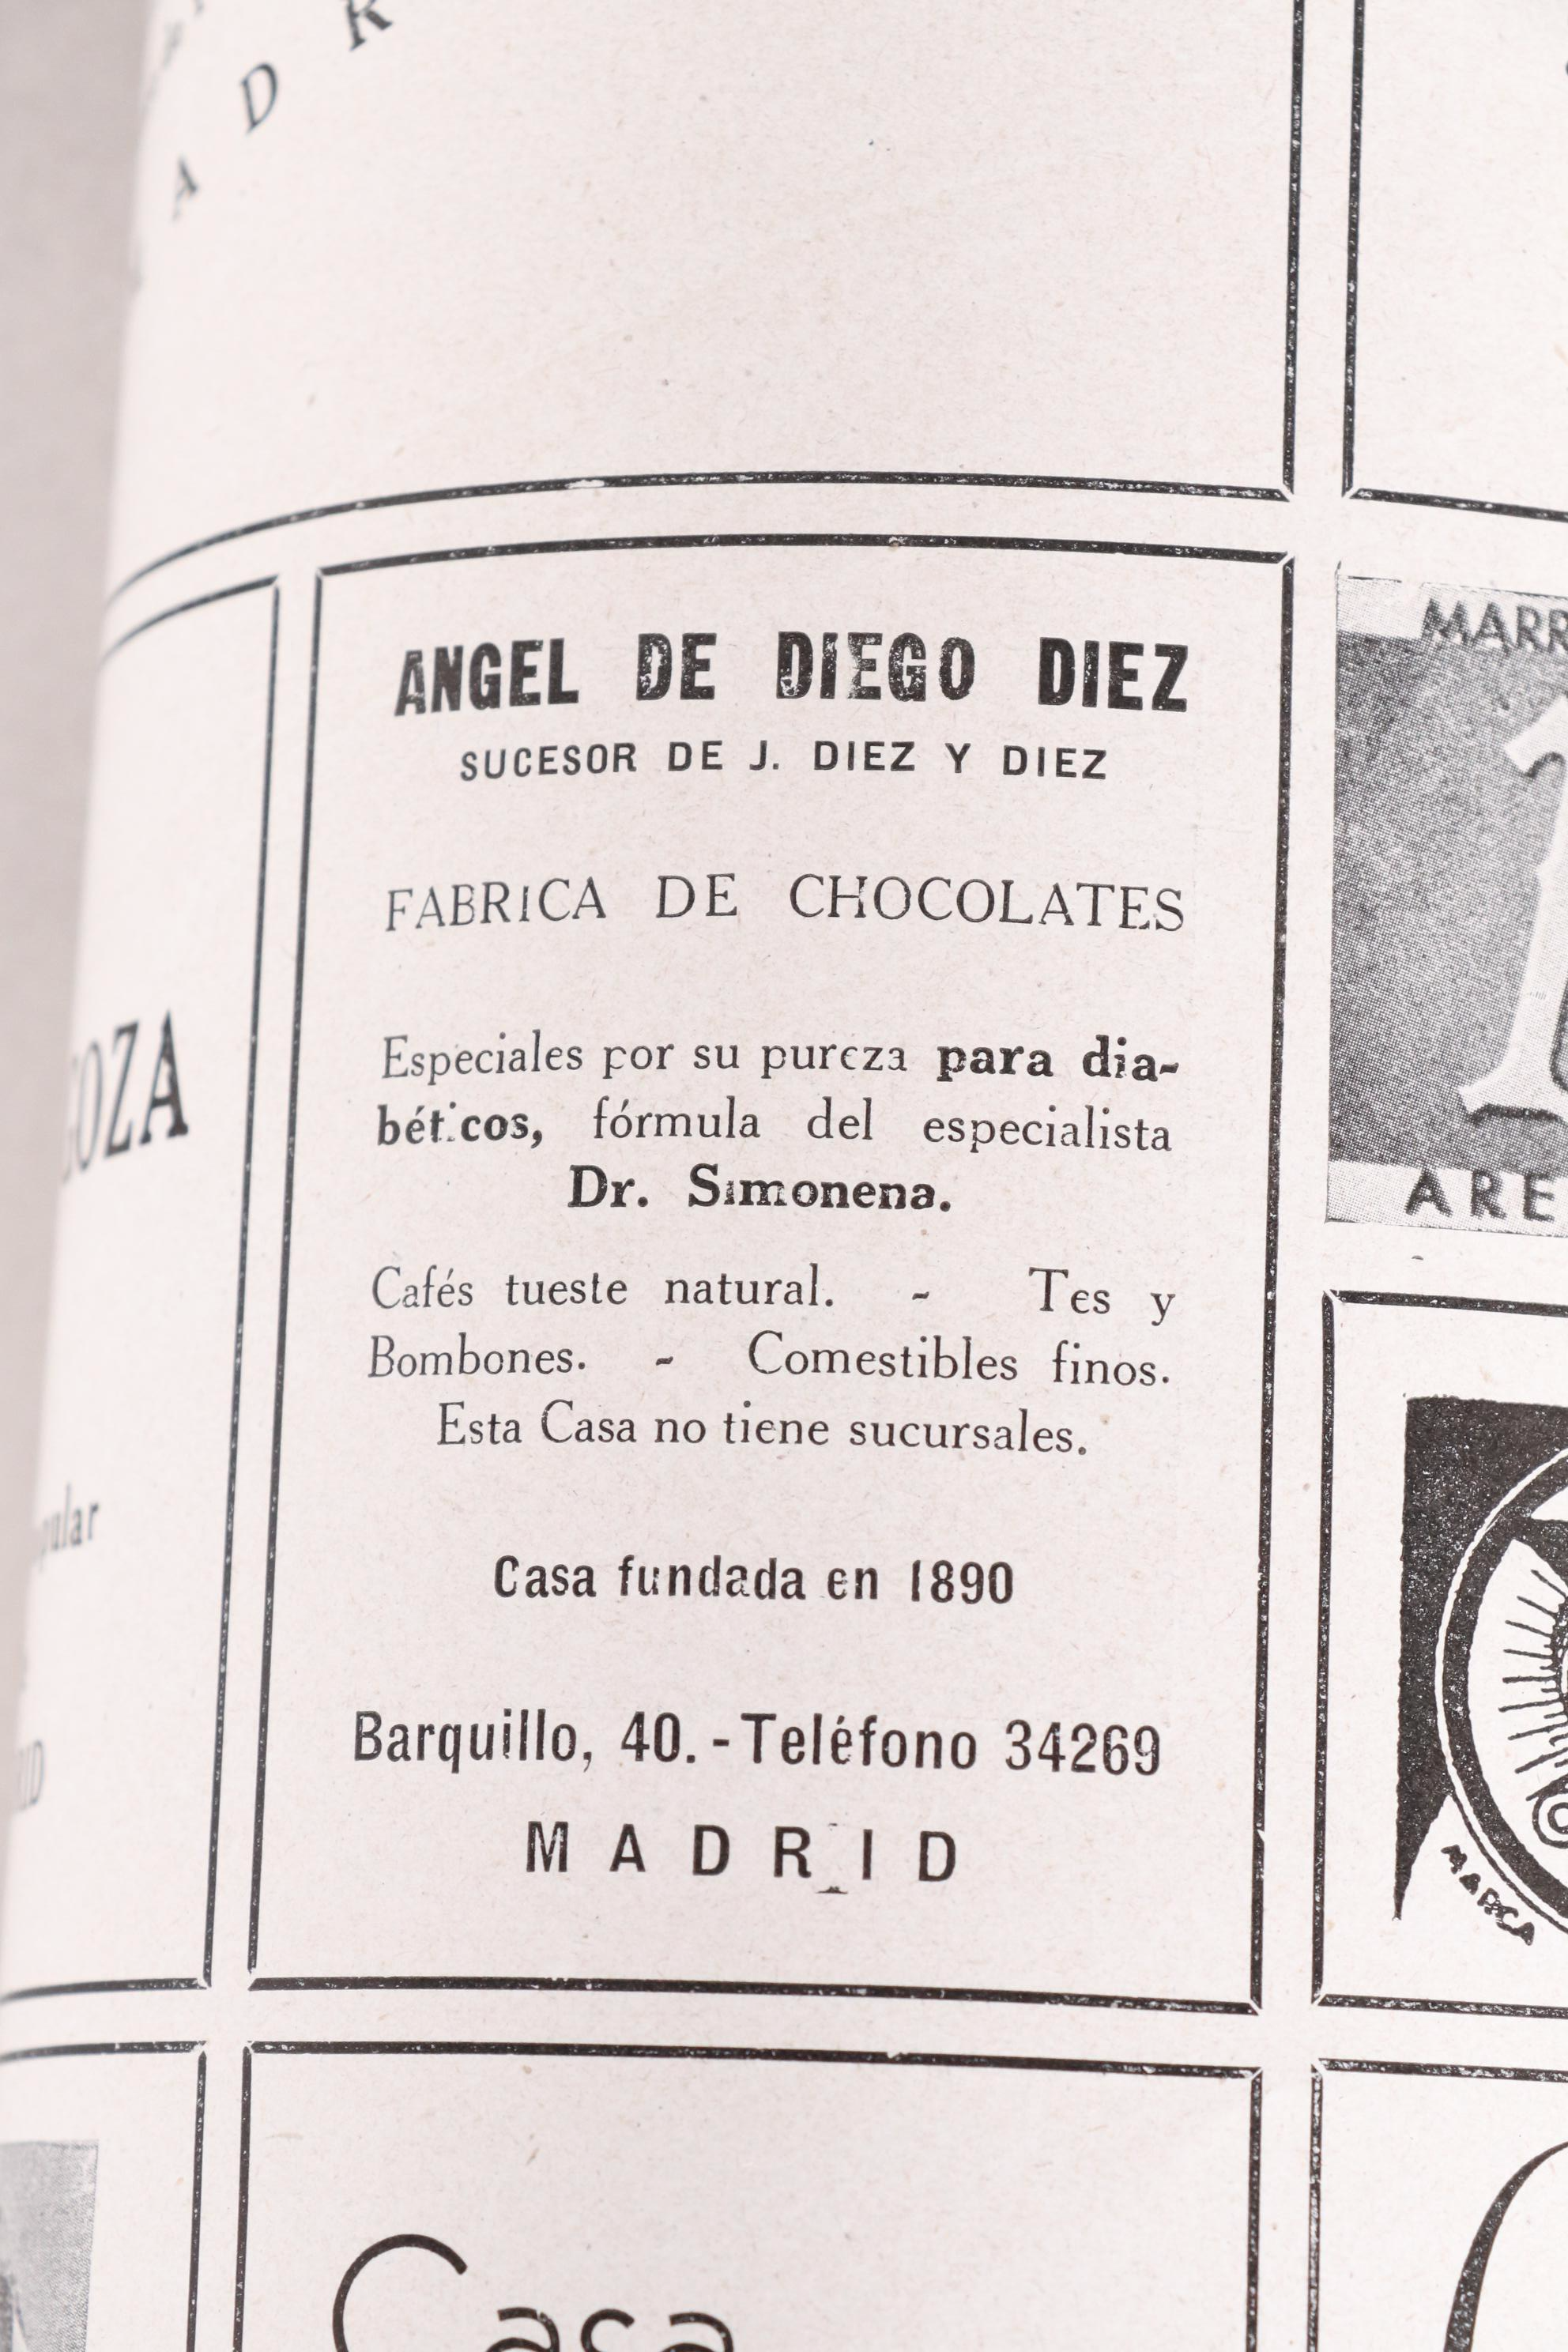 ANGEL DE DIEGO DIEZ
SUCESOR DE J. DIEZ Y DIEZ
FABRICA DE CHOCOLATES
Especiales por su pureza para dia-
béticos, fórmula del especialista
Dr. Simonena.
Cafés tueste natural. - Tes y
Bombones. - Comestibles finos.
Esta Casa no tiene sucursales.
Casa fundada en 1890
Barquillo, 40. - Teléfono 34269
MADRID
MARCA
Casa